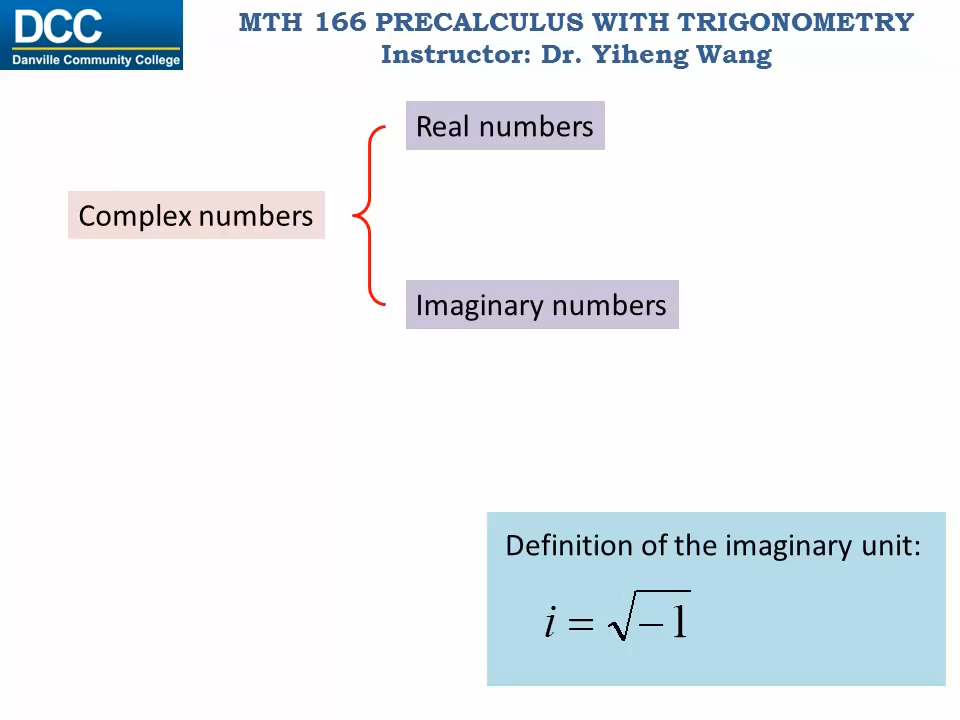 DCC
Danville Community College
MTH 166 PRECALCULUS WITH TRIGONOMETRY
Instructor: Dr. Yiheng Wang
Real numbers
Complex numbers
Imaginary numbers
Definition of the imaginary unit:
i = √−1